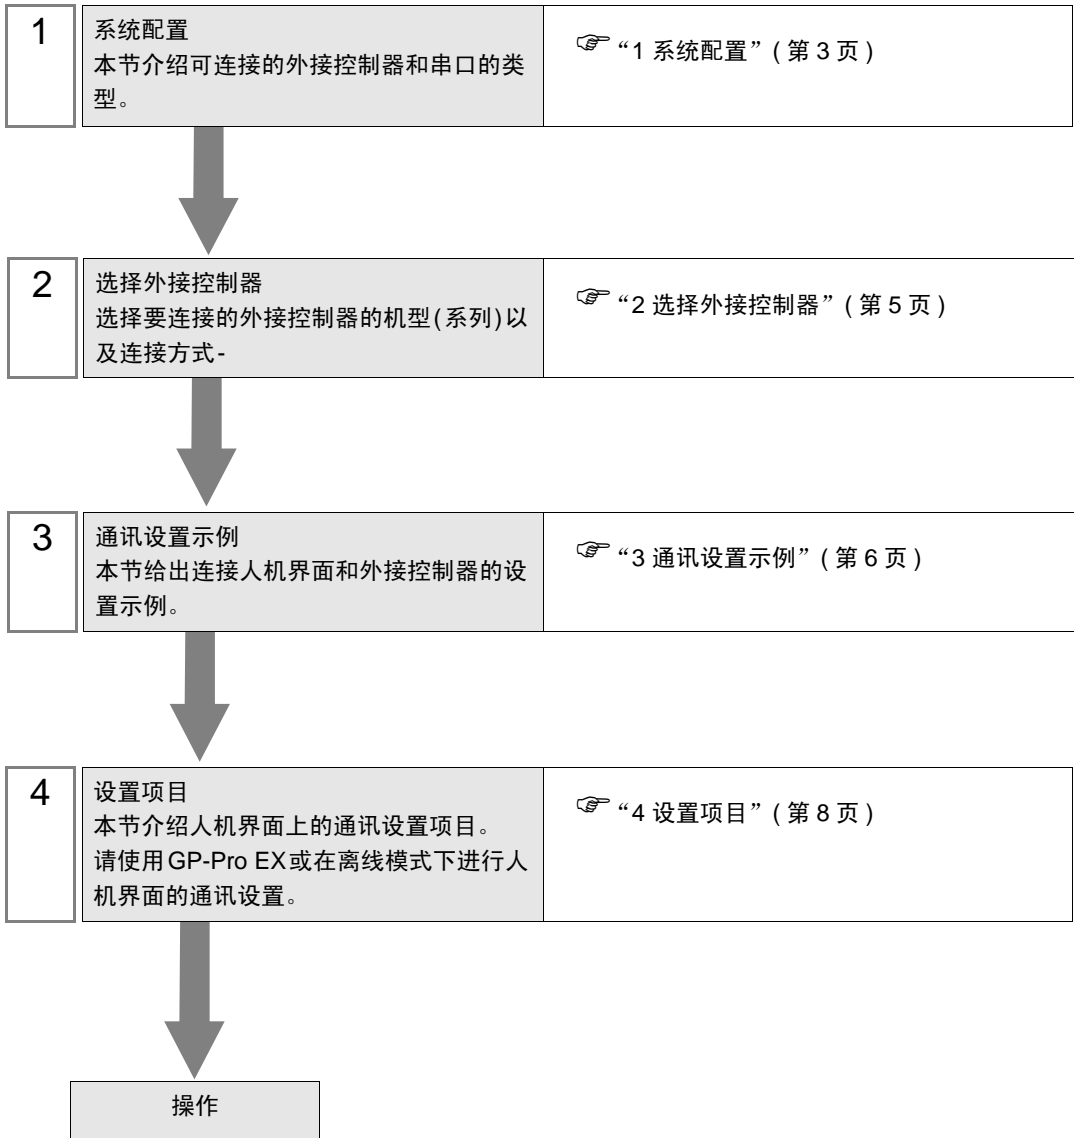 1
系统配置
本节介绍可连接的外接控制器和串口的类
型。
“1 系统配置” ( 第 3 页 )
2
选择外接控制器
选择要连接的外接控制器的机型(系列)以
及连接方式-
“2 选择外接控制器” ( 第 5 页 )
3
通讯设置示例
本节给出连接人机界面和外接控制器的设
置示例。
“3 通讯设置示例” ( 第 6 页 )
4
设置项目
本节介绍人机界面上的通讯设置项目。
请使用GP-Pro EX或在离线模式下进行人
机界面的通讯设置。
“4 设置项目” ( 第 8 页 )
操作